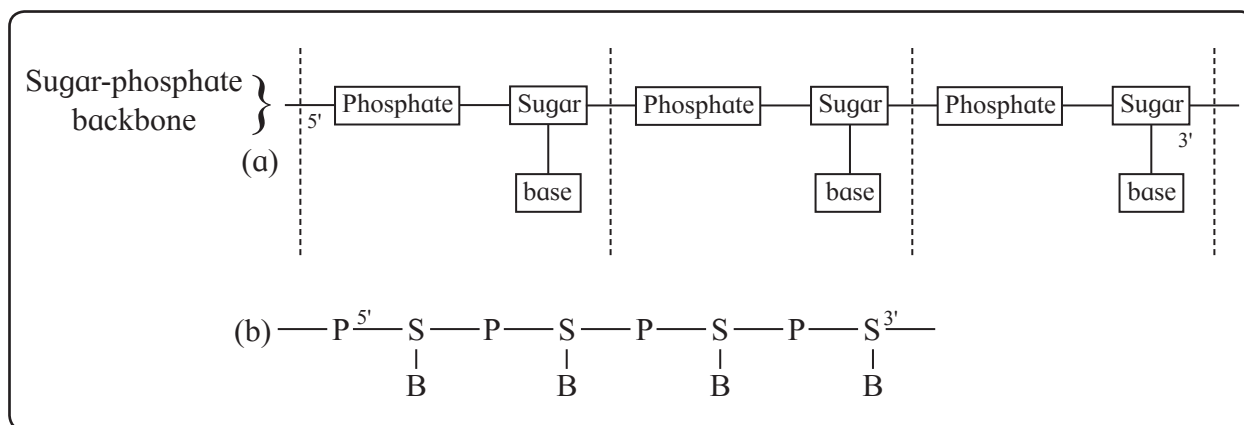 Sugar-phosphate
backbone
(a)
5' Phosphate Sugar Phosphate Sugar Phosphate Sugar 3'
base base base
(b) P 5' S P S P S P S 3'
B B B B